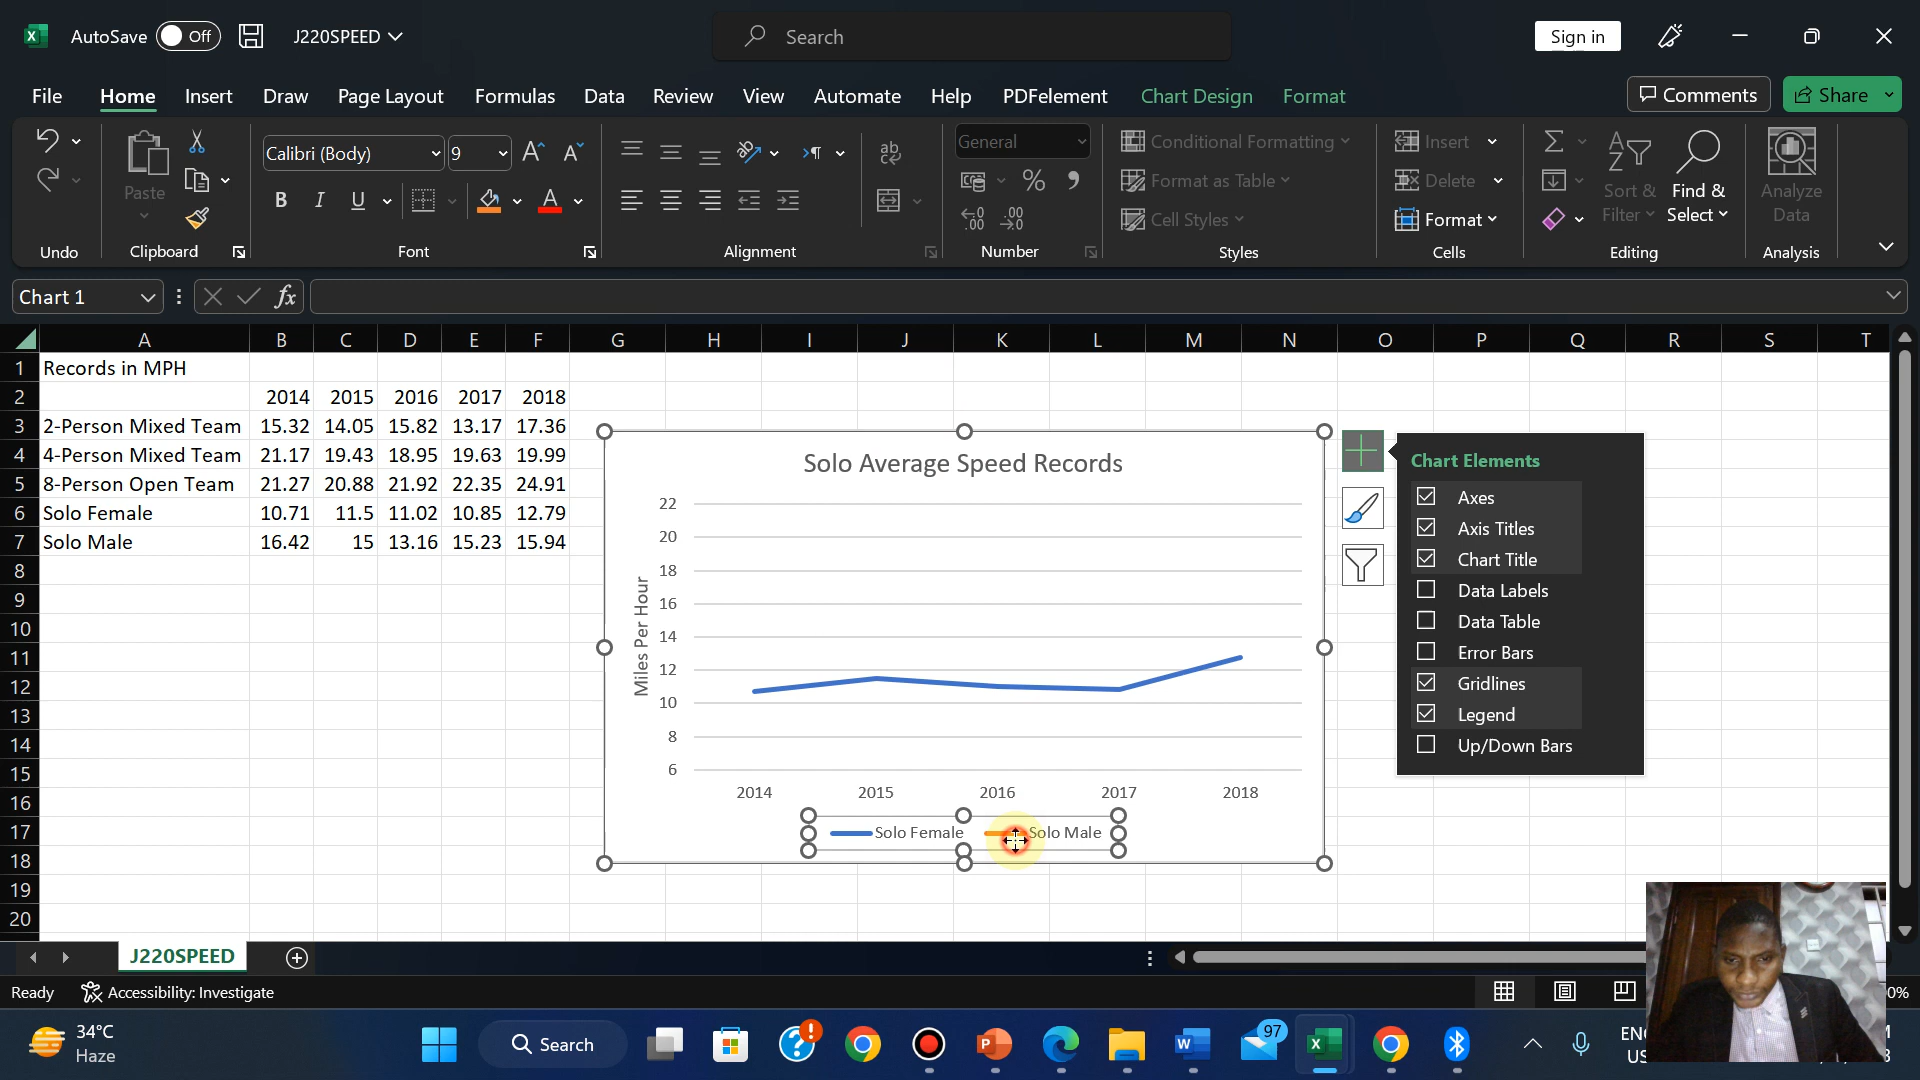 AutoSave Off J220SPEED Search Sign in
File Home Insert Draw Page Layout Formulas Data Review View Automate Help PDFelement Chart Design Format Comments Share
Paste
Calibri (Body) 9
General
Conditional Formatting
Format as Table
Cell Styles
Insert
Delete
Format
Sort & Filter
Find & Select
Analyze Data
Undo Clipboard Font Alignment Number Styles Cells Editing Analysis
Chart 1 fx
A B C D E F G H I J K L M N O P Q R S T
1 Records in MPH
2 2014 2015 2016 2017 2018
3 2-Person Mixed Team 15.32 14.05 15.82 13.17 17.36
4 4-Person Mixed Team 21.17 19.43 18.95 19.63 19.99
5 8-Person Open Team 21.27 20.88 21.92 22.35 24.91
6 Solo Female 10.71 11.5 11.02 10.85 12.79
7 Solo Male 16.42 15 13.16 15.23 15.94
8
9
10
11
12
13
14
15
16
17
18
19
20
Solo Average Speed Records
Miles Per Hour
22
20
18
16
14
12
10
8
6
2014 2015 2016 2017 2018
Solo Female Solo Male
Chart Elements
Axes
Axis Titles
Chart Title
Data Labels
Data Table
Error Bars
Gridlines
Legend
Up/Down Bars
J220SPEED
Ready Accessibility: Investigate 0%
34°C
Haze
Search
97